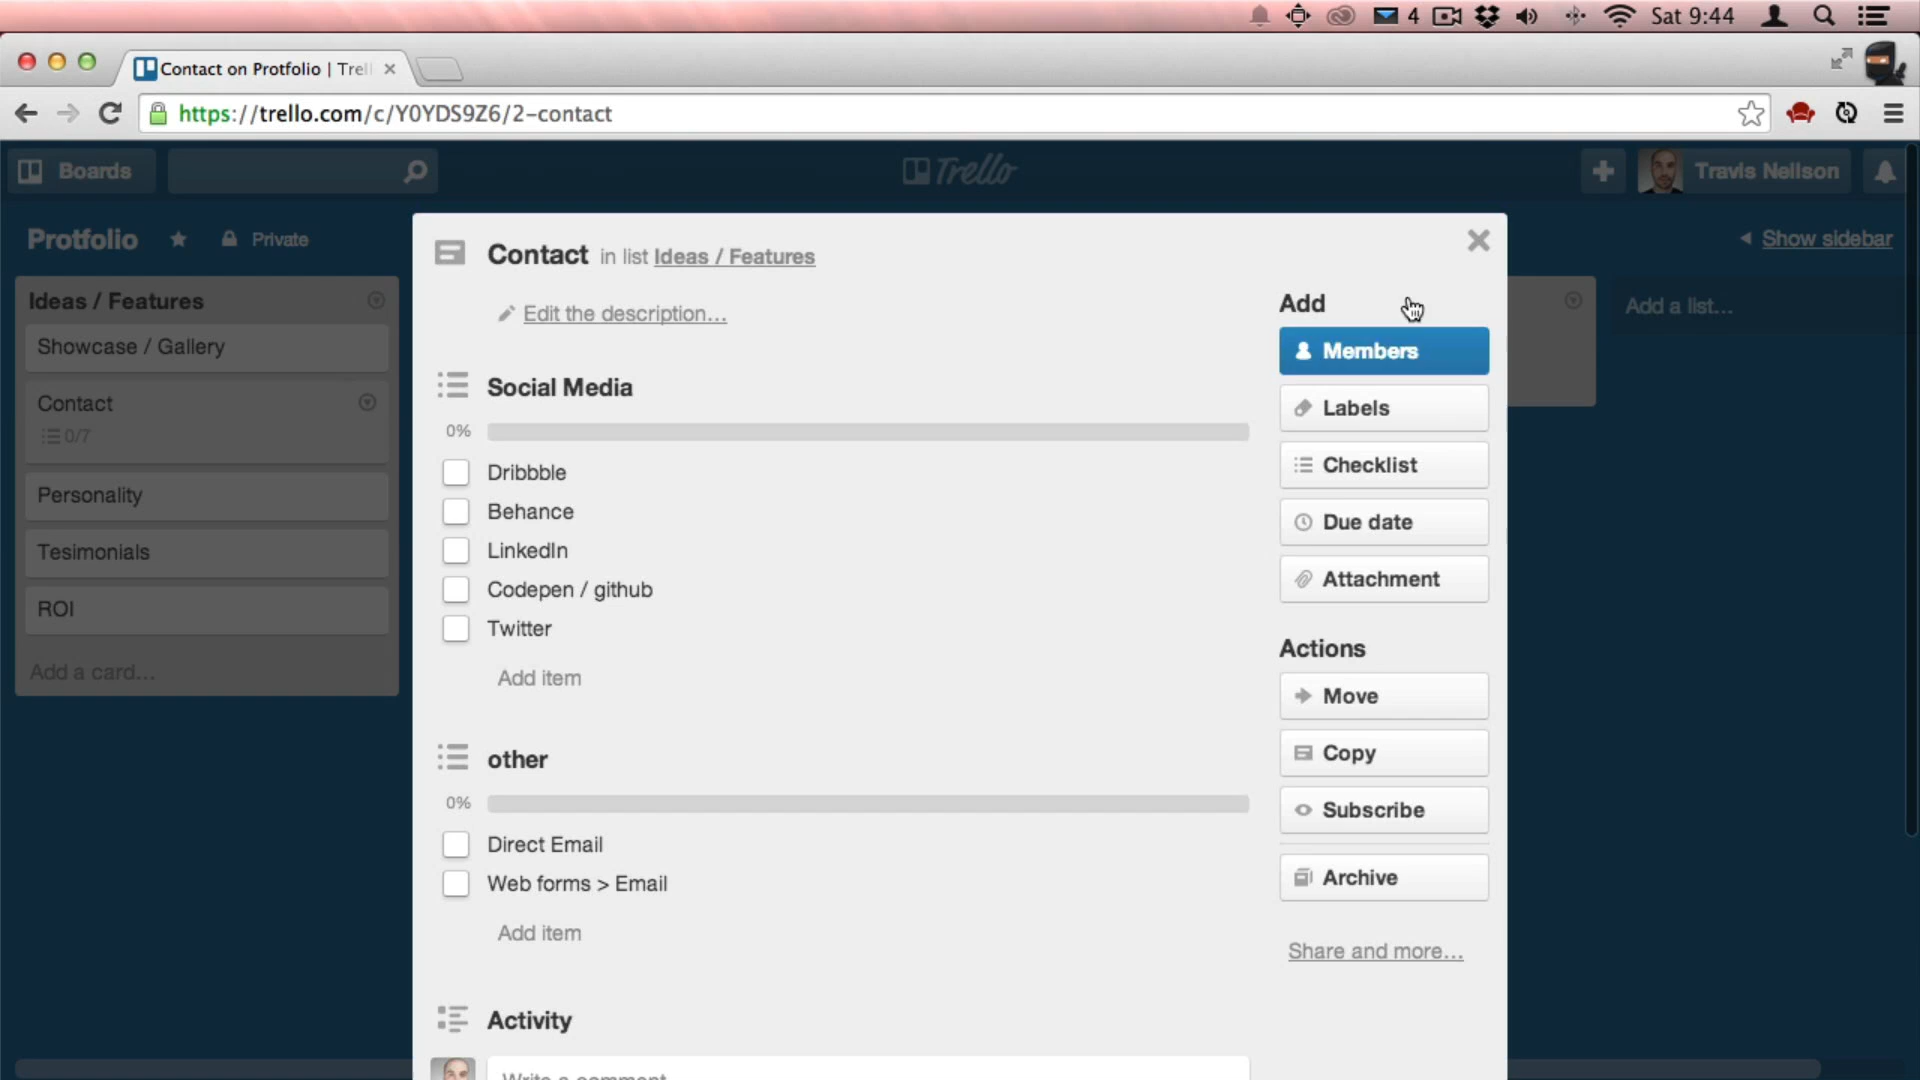 4 Sat 9:44
Contact on Protfolio | Trel
https://trello.com/c/Y0YDS9Z6/2-contact
Boards
Trello
Travis Neilson
Protfolio
Private
Show sidebar
Ideas / Features
Showcase / Gallery
Contact
0/7
Personality
Tesimonials
ROI
Add a card...
Contact in list Ideas / Features
Edit the description...
Social Media
0%
Dribbble
Behance
LinkedIn
Codepen / github
Twitter
Add item
other
0%
Direct Email
Web forms > Email
Add item
Activity
Write a comment
Add
Members
Labels
Checklist
Due date
Attachment
Actions
Move
Copy
Subscribe
Archive
Share and more...
Add a list...